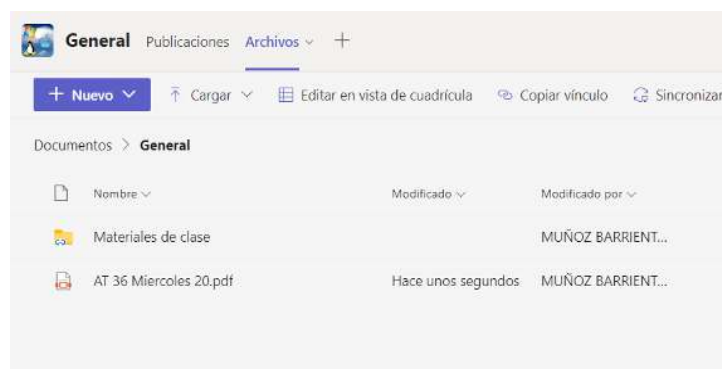 General Publicaciones Archivos
Nuevo Cargar Editar en vista de cuadrícula Copiar vínculo Sincronizar
Documentos > General
Nombre Modificado Modificado por
Materiales de clase MUÑOZ BARRIENT...
AT 36 Miercoles 20.pdf Hace unos segundos MUÑOZ BARRIENT...